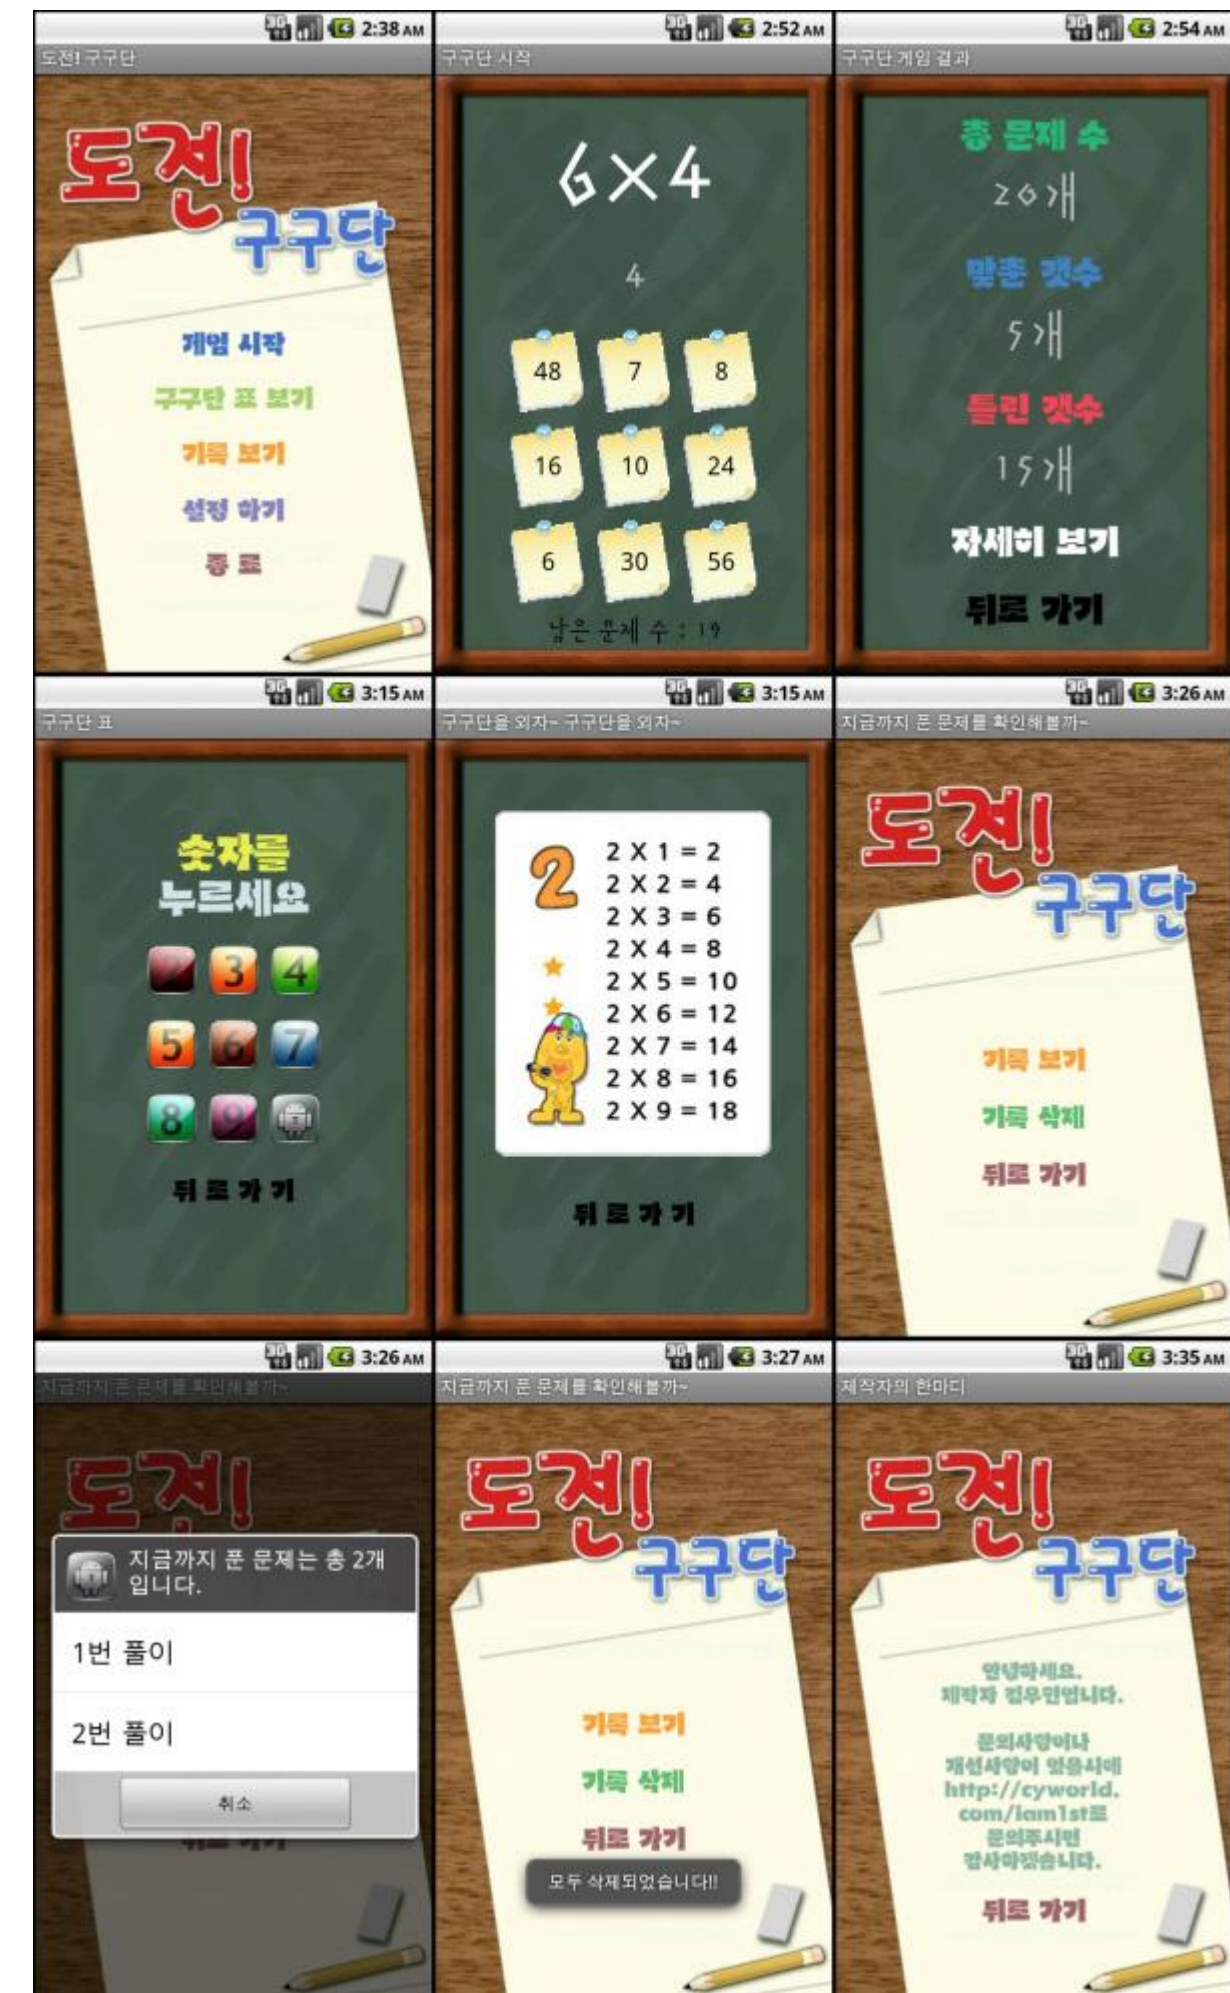 2:38 AM
도전! 구구단
도전!
구구단
게임 시작
구구단 표 보기
기록 보기
설정 하기
종 료
2:52 AM
구구단 시작
6×4
4
48 7 8
16 10 24
6 30 56
남은 문제 수 : 19
2:54 AM
구구단 게임 결과
총 문제 수
20개
맞춘 갯수
5개
틀린 갯수
15개
자세히 보기
뒤로 가기
3:15 AM
구구단 표
숫자를
누르세요
2 3 4
5 6 7
8 9
뒤 로 가 기
3:15 AM
구구단을 외자~ 구구단을 외자~
2
2 X 1 = 2
2 X 2 = 4
2 X 3 = 6
2 X 4 = 8
2 X 5 = 10
2 X 6 = 12
2 X 7 = 14
2 X 8 = 16
2 X 9 = 18
뒤 로 가 기
3:26 AM
지금까지 푼 문제를 확인해볼까~
도전!
구구단
기록 보기
기록 삭제
뒤로 가기
3:26 AM
지금까지 푼 문제를 확인해볼까~
도전!
지금까지 푼 문제는 총 2개
입니다.
1번 풀이
2번 풀이
취소
뒤로 가기
3:27 AM
지금까지 푼 문제를 확인해볼까~
도전!
구구단
기록 보기
기록 삭제
뒤로 가기
모두 삭제되었습니다!!
3:35 AM
제작자의 한마디
도전!
구구단
안녕하세요.
제작자 김우민입니다.
문의사항이나
개선사항이 있을시에
http://cyworld.
com/iam1st로
문의주시면
감사하겠습니다.
뒤로 가기